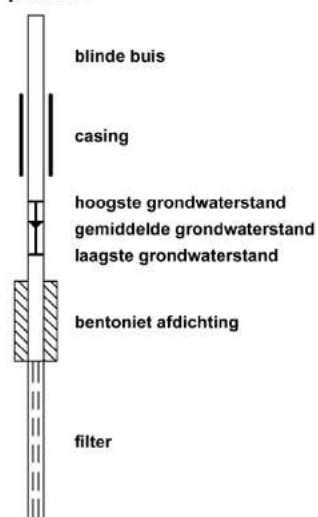 blinde buis
casing
hoogste grondwaterstand
gemiddelde grondwaterstand
laagste grondwaterstand
bentoniet afdichting
filter